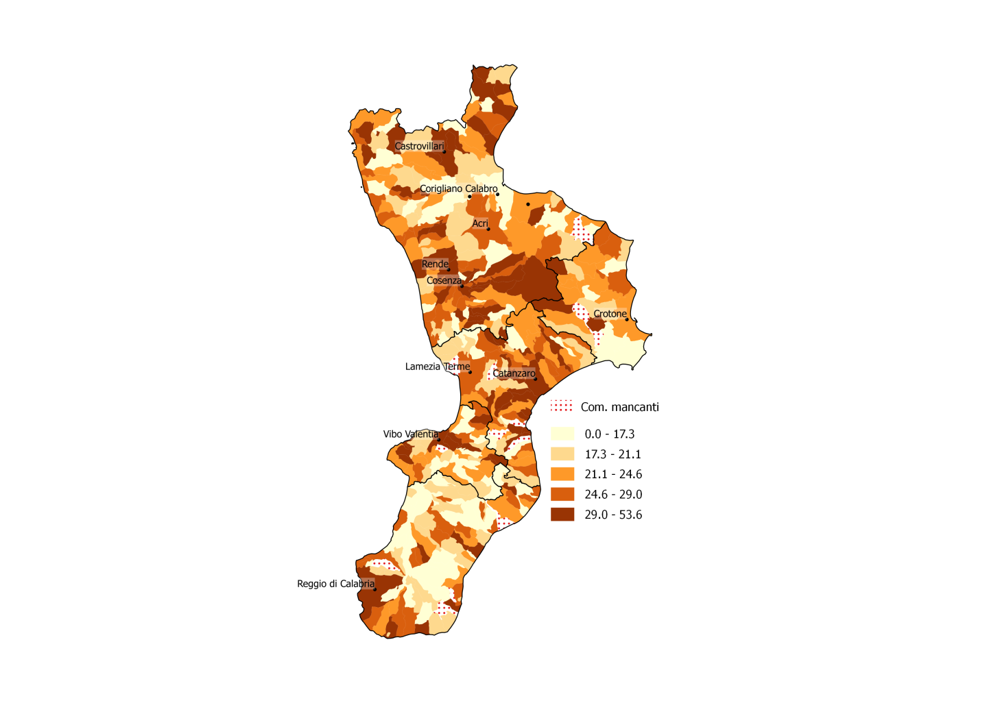 Castrovillari
Corigliano Calabro
Acri
Rende
Cosenza
Crotone
Lamezia Terme
Catanzaro
Com. mancanti
Vibo Valentia
0.0 - 17.3
17.3 - 21.1
21.1 - 24.6
24.6 - 29.0
29.0 - 53.6
Reggio di Calabria